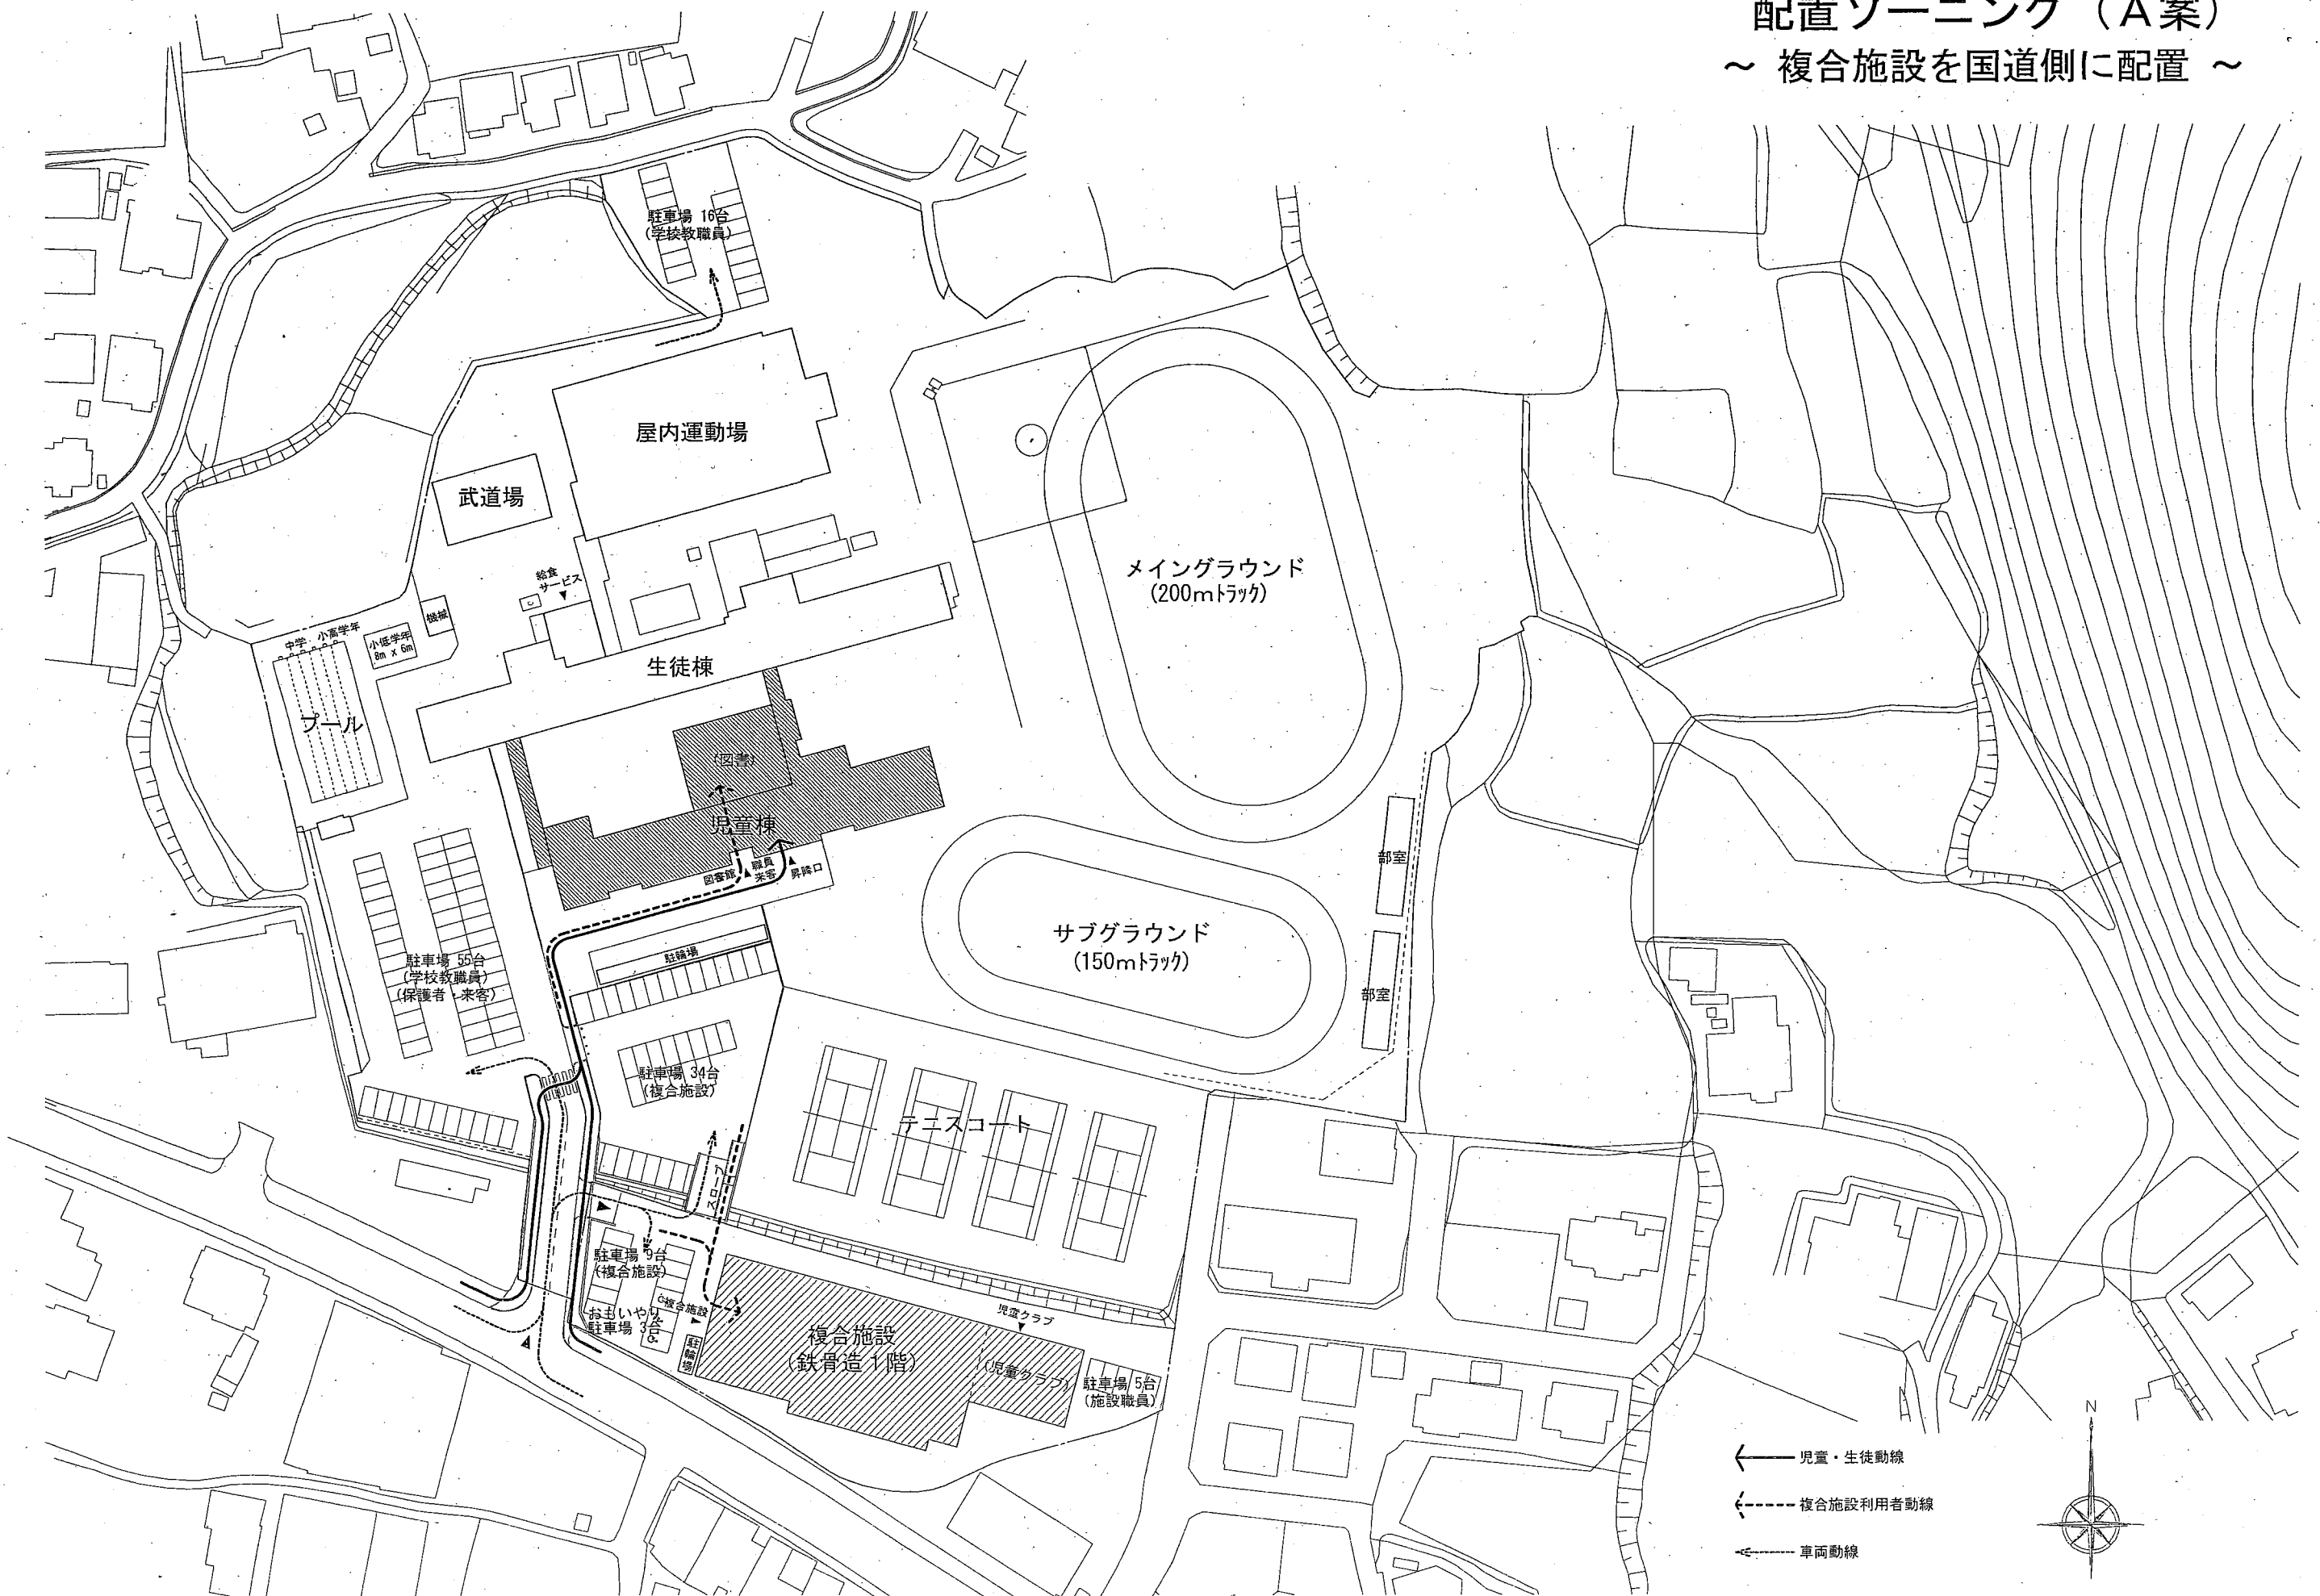 配置ゾーニング（A案）
～ 複合施設を国道側に配置 ～
駐車場 16台
（学校教職員）
屋内運動場
武道場
給食
サービス
機械
中学
小高学年
小低学年
8m x 6m
プール
生徒棟
（図書）
児童棟
図書館
職員
来客
昇降口
メイングラウンド
(200mﾄﾗｯｸ)
サブグラウンド
(150mﾄﾗｯｸ)
部室
部室
駐輪場
駐車場 55台
（学校教職員）
（保護者・来客）
駐車場 34台
（複合施設）
テニスコート
スロープ
駐車場 9台
（複合施設）
おもいやり
駐車場 3台
複合施設
駐輪場
複合施設
（鉄骨造１階）
児童クラブ
（児童クラブ）
駐車場 5台
（施設職員）
N
児童・生徒動線
複合施設利用者動線
車両動線